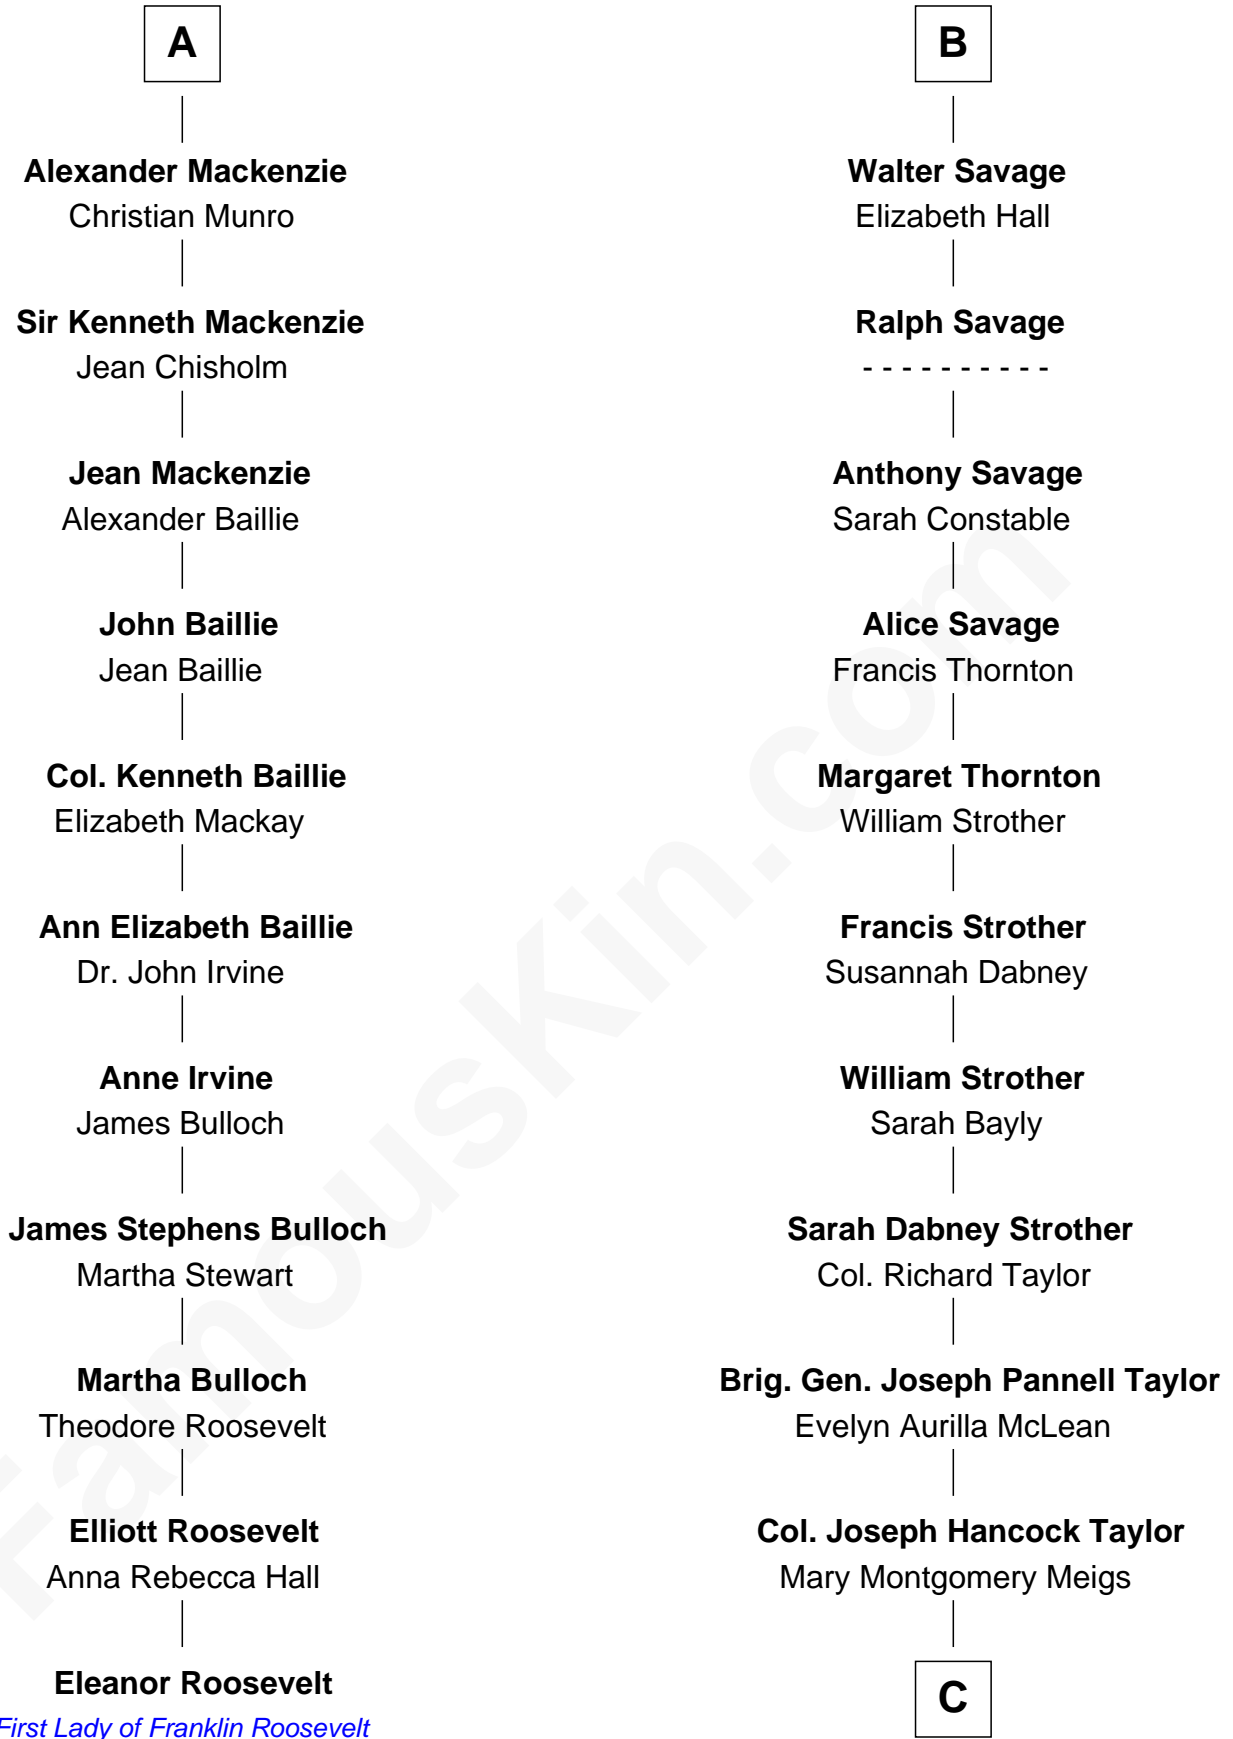 A
Alexander Mackenzie
Christian Munro
Sir Kenneth Mackenzie
Jean Chisholm
Jean Mackenzie
Alexander Baillie
John Baillie
Jean Baillie
Col. Kenneth Baillie
Elizabeth Mackay
Ann Elizabeth Baillie
Dr. John Irvine
Anne Irvine
James Bulloch
James Stephens Bulloch
Martha Stewart
Martha Bulloch
Theodore Roosevelt
Elliott Roosevelt
Anna Rebecca Hall
Eleanor Roosevelt
First Lady of Franklin Roosevelt
B
Walter Savage
Elizabeth Hall
Ralph Savage
- - - - - - - - - -
Anthony Savage
Sarah Constable
Alice Savage
Francis Thornton
Margaret Thornton
William Strother
Francis Strother
Susannah Dabney
William Strother
Sarah Bayly
Sarah Dabney Strother
Col. Richard Taylor
Brig. Gen. Joseph Pannell Taylor
Evelyn Aurilla McLean
Col. Joseph Hancock Taylor
Mary Montgomery Meigs
C
FamousKin.com